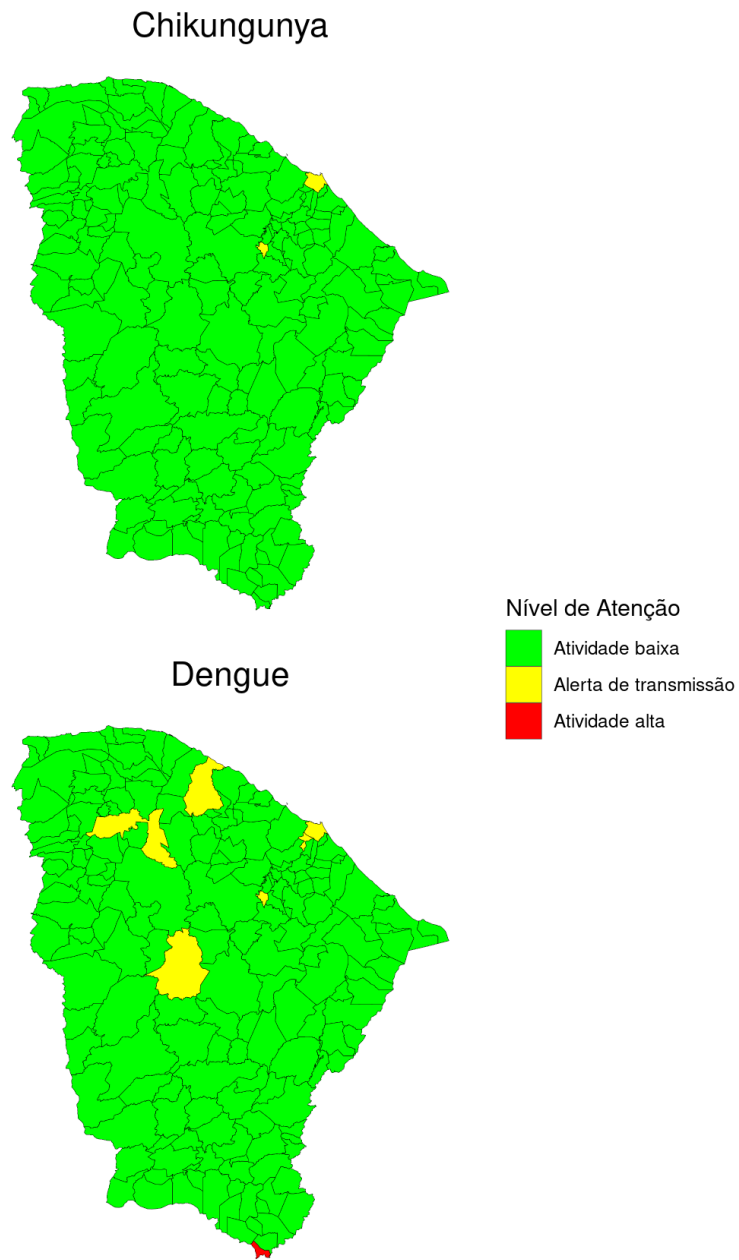 Chikungunya
Nível de Atenção
Atividade baixa
Alerta de transmissão
Atividade alta
Dengue